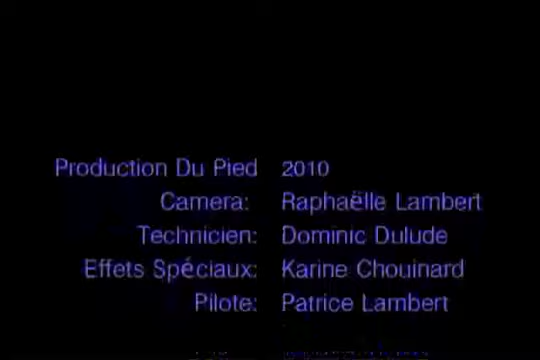 Production Du Pied 2010
Camera: Raphaëlle Lambert
Technicien: Dominic Dulude
Effets Spéciaux: Karine Chouinard
Pilote: Patrice Lambert